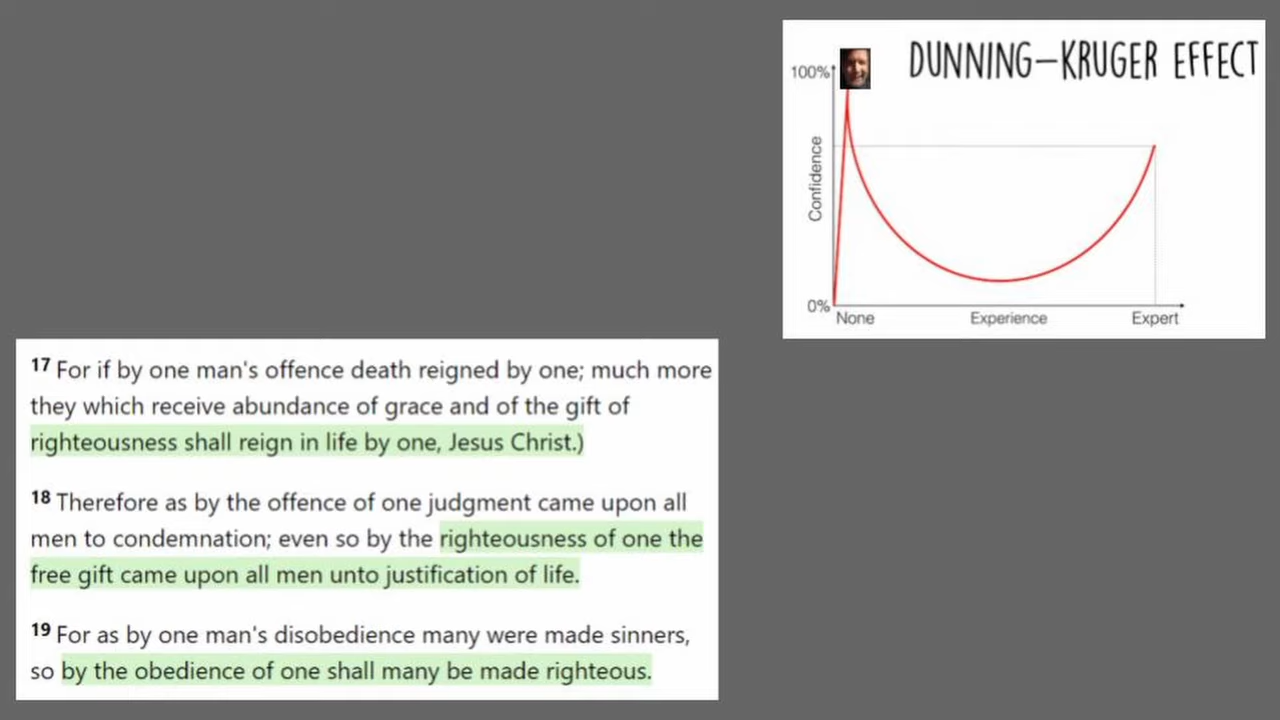 DUNNING–KRUGER EFFECT
100%
Confidence
0%
None
Experience
Expert
17 For if by one man's offence death reigned by one; much more
they which receive abundance of grace and of the gift of
righteousness shall reign in life by one, Jesus Christ.)
18 Therefore as by the offence of one judgment came upon all
men to condemnation; even so by the righteousness of one the
free gift came upon all men unto justification of life.
19 For as by one man's disobedience many were made sinners,
so by the obedience of one shall many be made righteous.